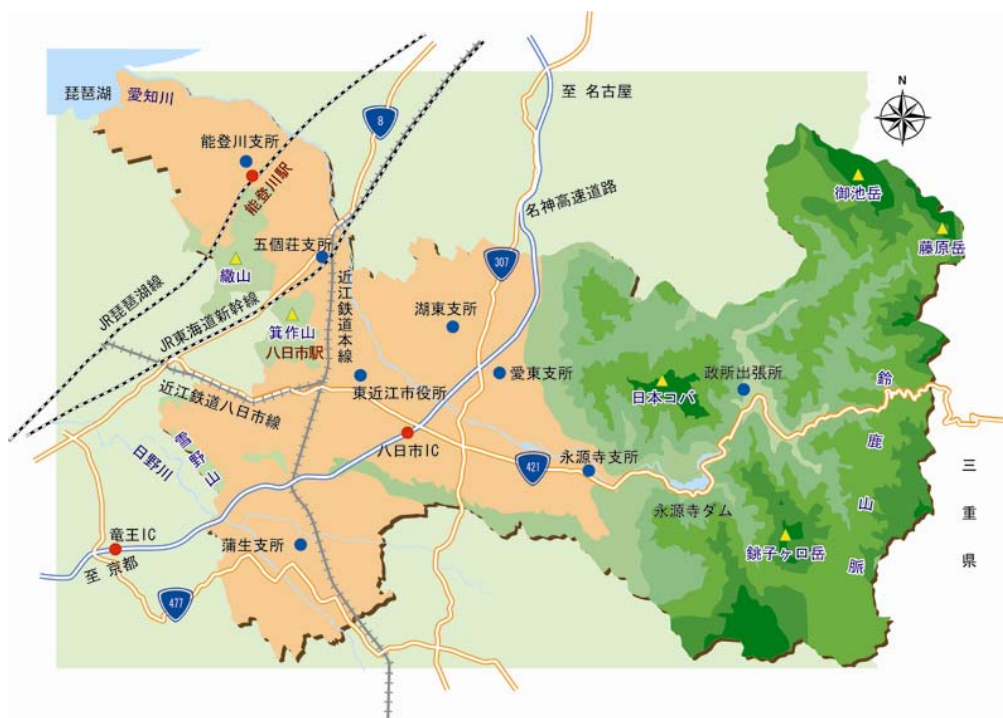 琵琶湖
愛知川
能登川支所
能登川駅
8
至 名古屋
N
御池岳
藤原岳
名神高速道路
五個荘支所
繖山
307
JR琵琶湖線
JR東海道新幹線
近江鉄道本線
箕作山
八日市駅
湖東支所
東近江市役所
愛東支所
日本コバ
政所出張所
近江鉄道八日市線
雪野山
日野川
八日市IC
421
永源寺支所
永源寺ダム
鈴鹿山脈
三重県
竜王IC
至 京都
蒲生支所
銚子ヶ口岳
477